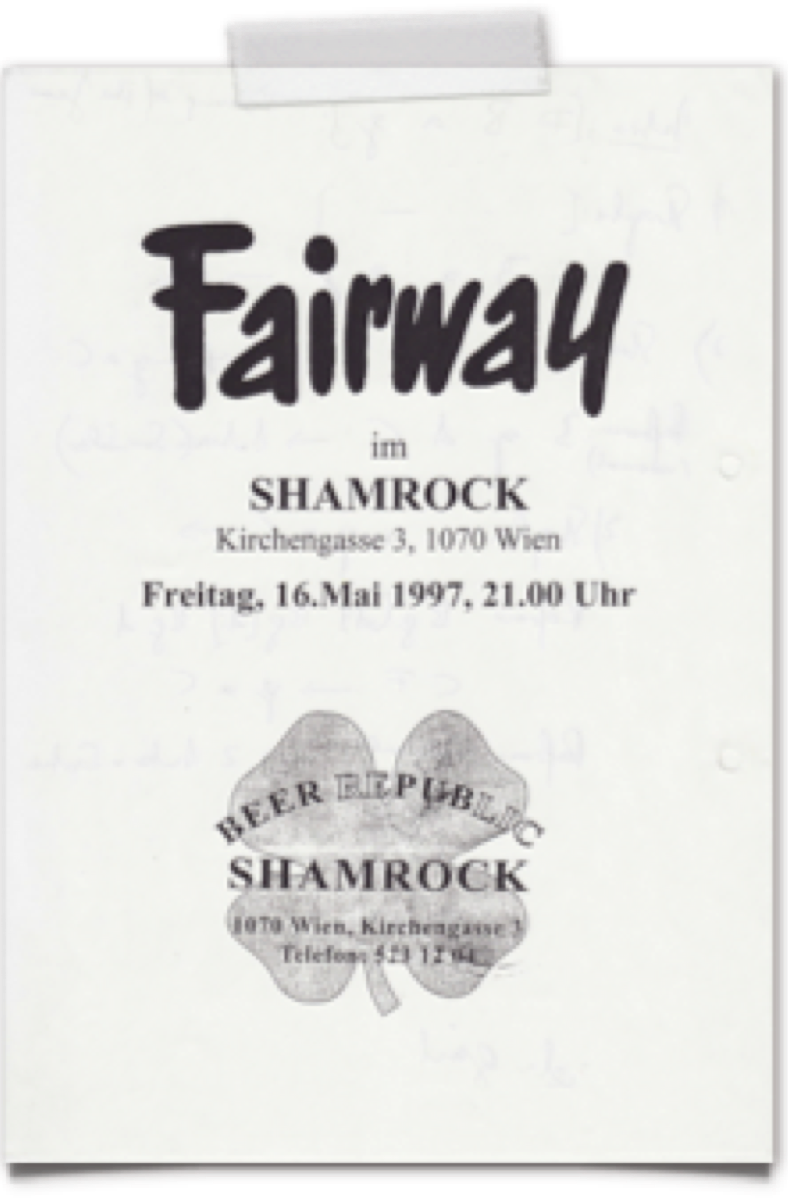 Fairway
im
SHAMROCK
Kirchengasse 3, 1070 Wien
Freitag, 16.Mai 1997, 21.00 Uhr
BEER REPUBLIC
SHAMROCK
1070 Wien, Kirchengasse 3
Telefon: 523 12 04